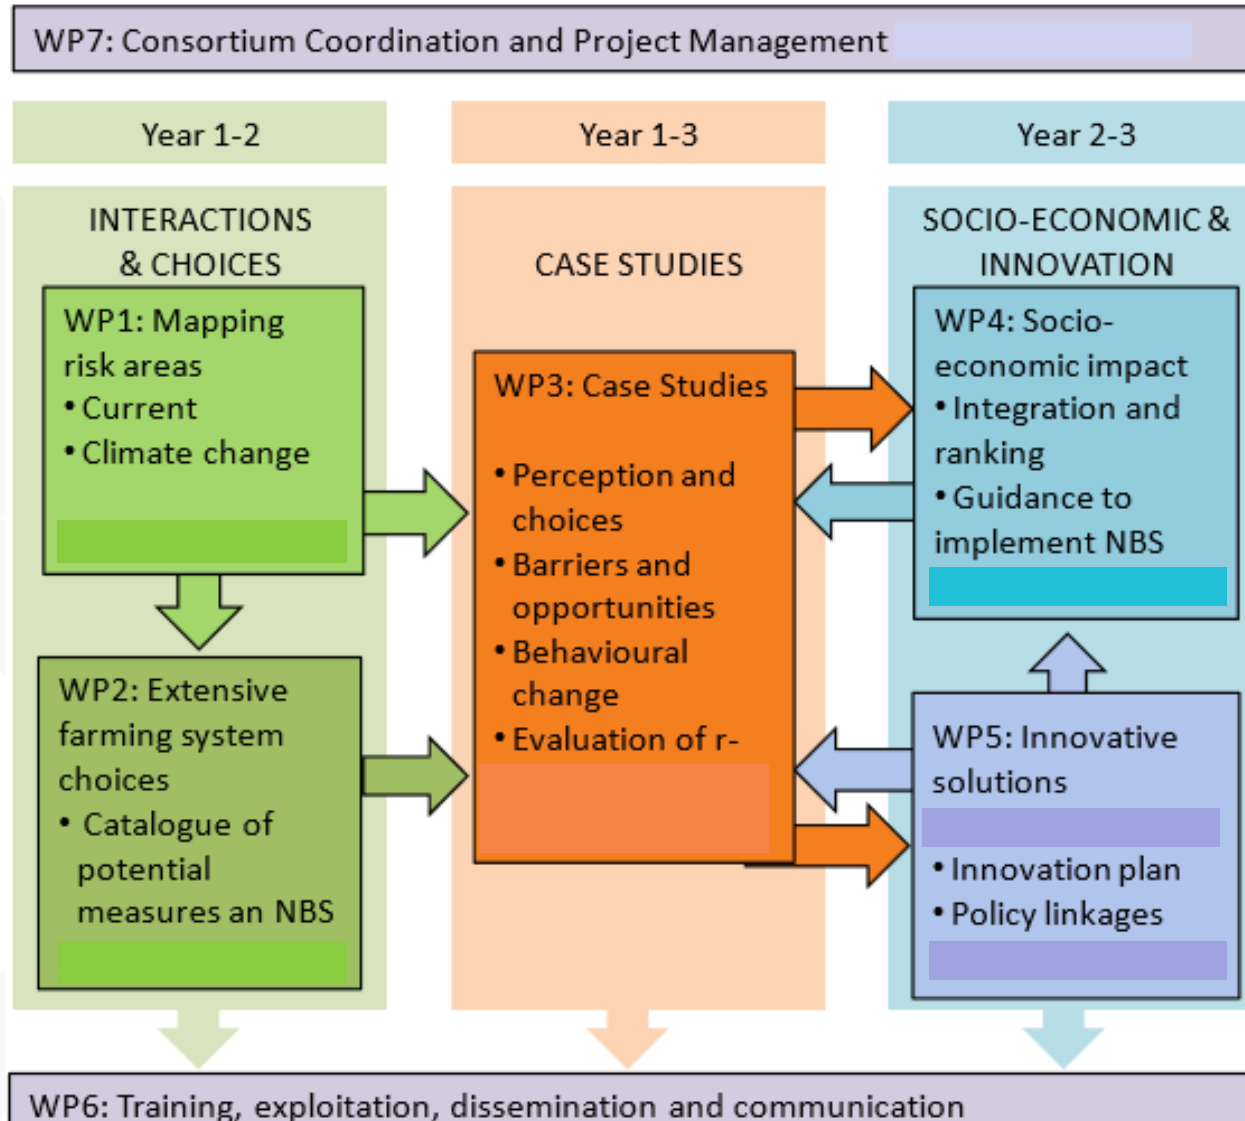 WP7: Consortium Coordination and Project Management
Year 1-2
Year 1-3
Year 2-3
INTERACTIONS
& CHOICES
WP1: Mapping
risk areas
• Current
• Climate change
WP2: Extensive
farming system
choices
• Catalogue of
potential
measures an NBS
CASE STUDIES
WP3: Case Studies
• Perception and
choices
• Barriers and
opportunities
• Behavioural
change
• Evaluation of r-
SOCIO-ECONOMIC &
INNOVATION
WP4: Socio-
economic impact
• Integration and
ranking
• Guidance to
implement NBS
WP5: Innovative
solutions
• Innovation plan
• Policy linkages
WP6: Training, exploitation, dissemination and communication